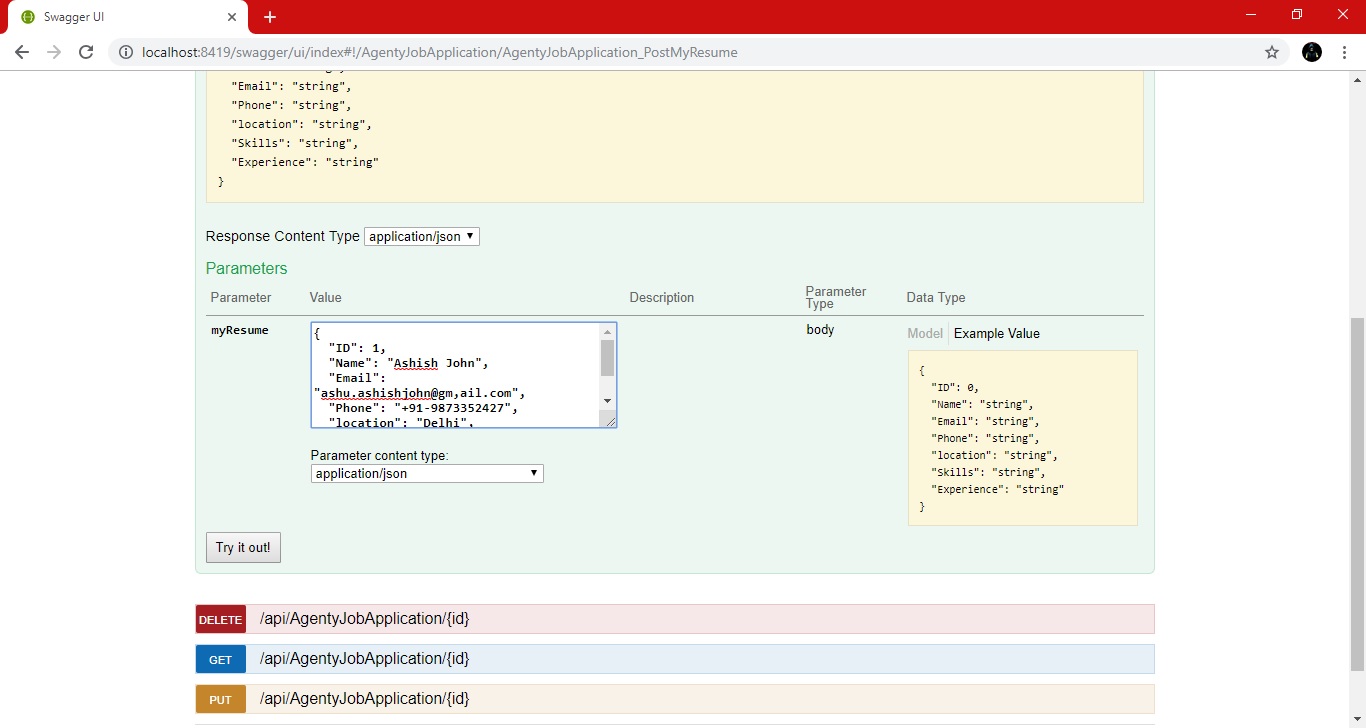 Swagger UI
localhost:8419/swagger/ui/index#!/AgentyJobApplication/AgentyJobApplication_PostMyResume
"Email": "string",
"Phone": "string",
"location": "string",
"Skills": "string",
"Experience": "string"
}
Response Content Type application/json
Parameters
Parameter Value Description Parameter Type Data Type
myResume
{
"ID": 1,
"Name": "Ashish John",
"Email":
"ashu.ashishjohn@gm,ail.com",
"Phone": "+91-9873352427",
"location": "Delhi",
Parameter content type:
application/json
body
Model Example Value
{
"ID": 0,
"Name": "string",
"Email": "string",
"Phone": "string",
"location": "string",
"Skills": "string",
"Experience": "string"
}
Try it out!
DELETE /api/AgentyJobApplication/{id}
GET /api/AgentyJobApplication/{id}
PUT /api/AgentyJobApplication/{id}